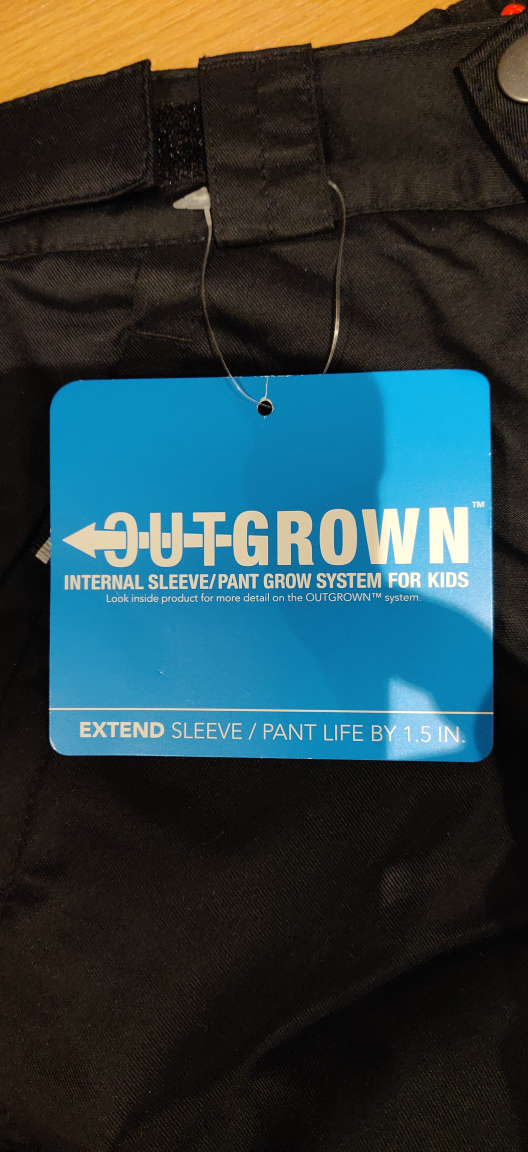 OUTGROWN™
INTERNAL SLEEVE/PANT GROW SYSTEM FOR KIDS
Look inside product for more detail on the OUTGROWN™ system.
EXTEND SLEEVE / PANT LIFE BY 1.5 IN.